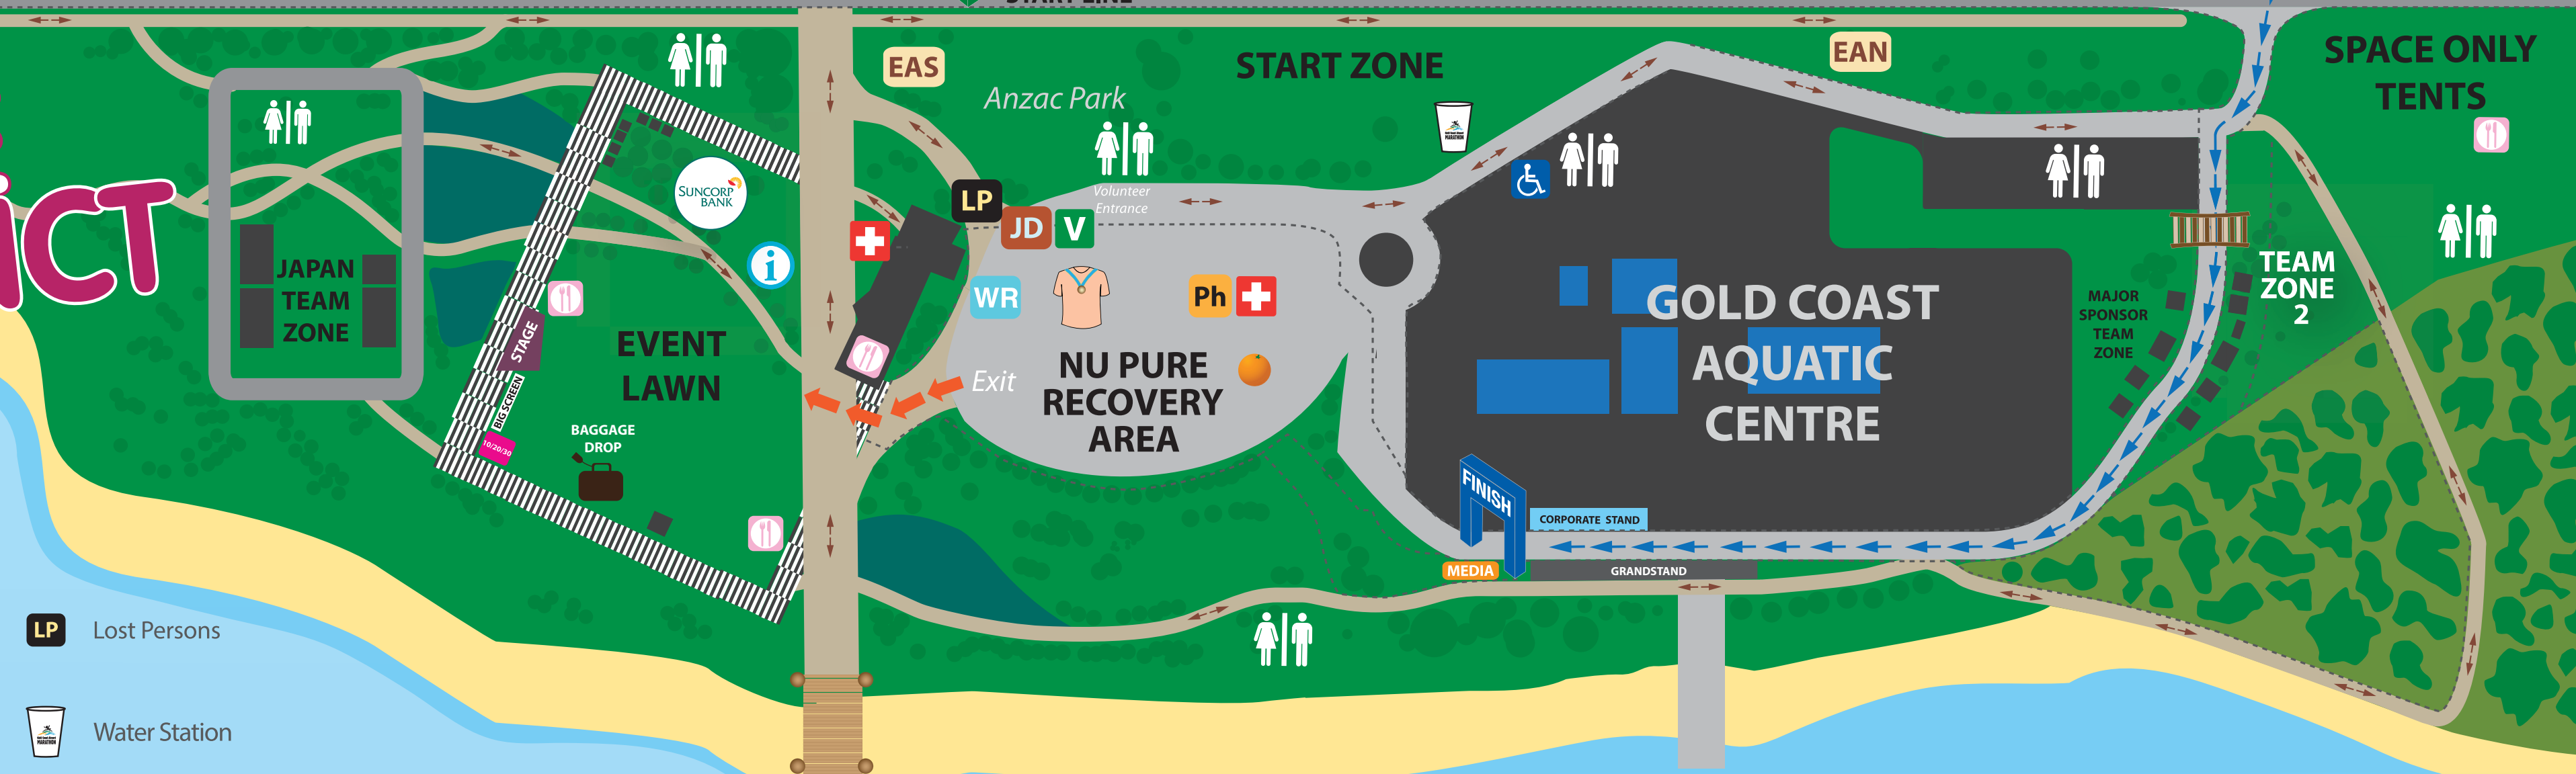 START LINE
EAS
START ZONE
EAN
SPACE ONLY
TENTS
Anzac Park
SUNCORP
BANK
LP
Volunteer
Entrance
JD
V
iCT
JAPAN
TEAM
ZONE
STAGE
BIG SCREEN
10/20/30
EVENT
LAWN
i
BAGGAGE
DROP
WR
Ph
Exit
NU PURE
RECOVERY
AREA
GOLD COAST
AQUATIC
CENTRE
MAJOR
SPONSOR
TEAM
ZONE
TEAM
ZONE
2
FINISH
CORPORATE STAND
MEDIA
GRANDSTAND
LP Lost Persons
MARATHON
Water Station